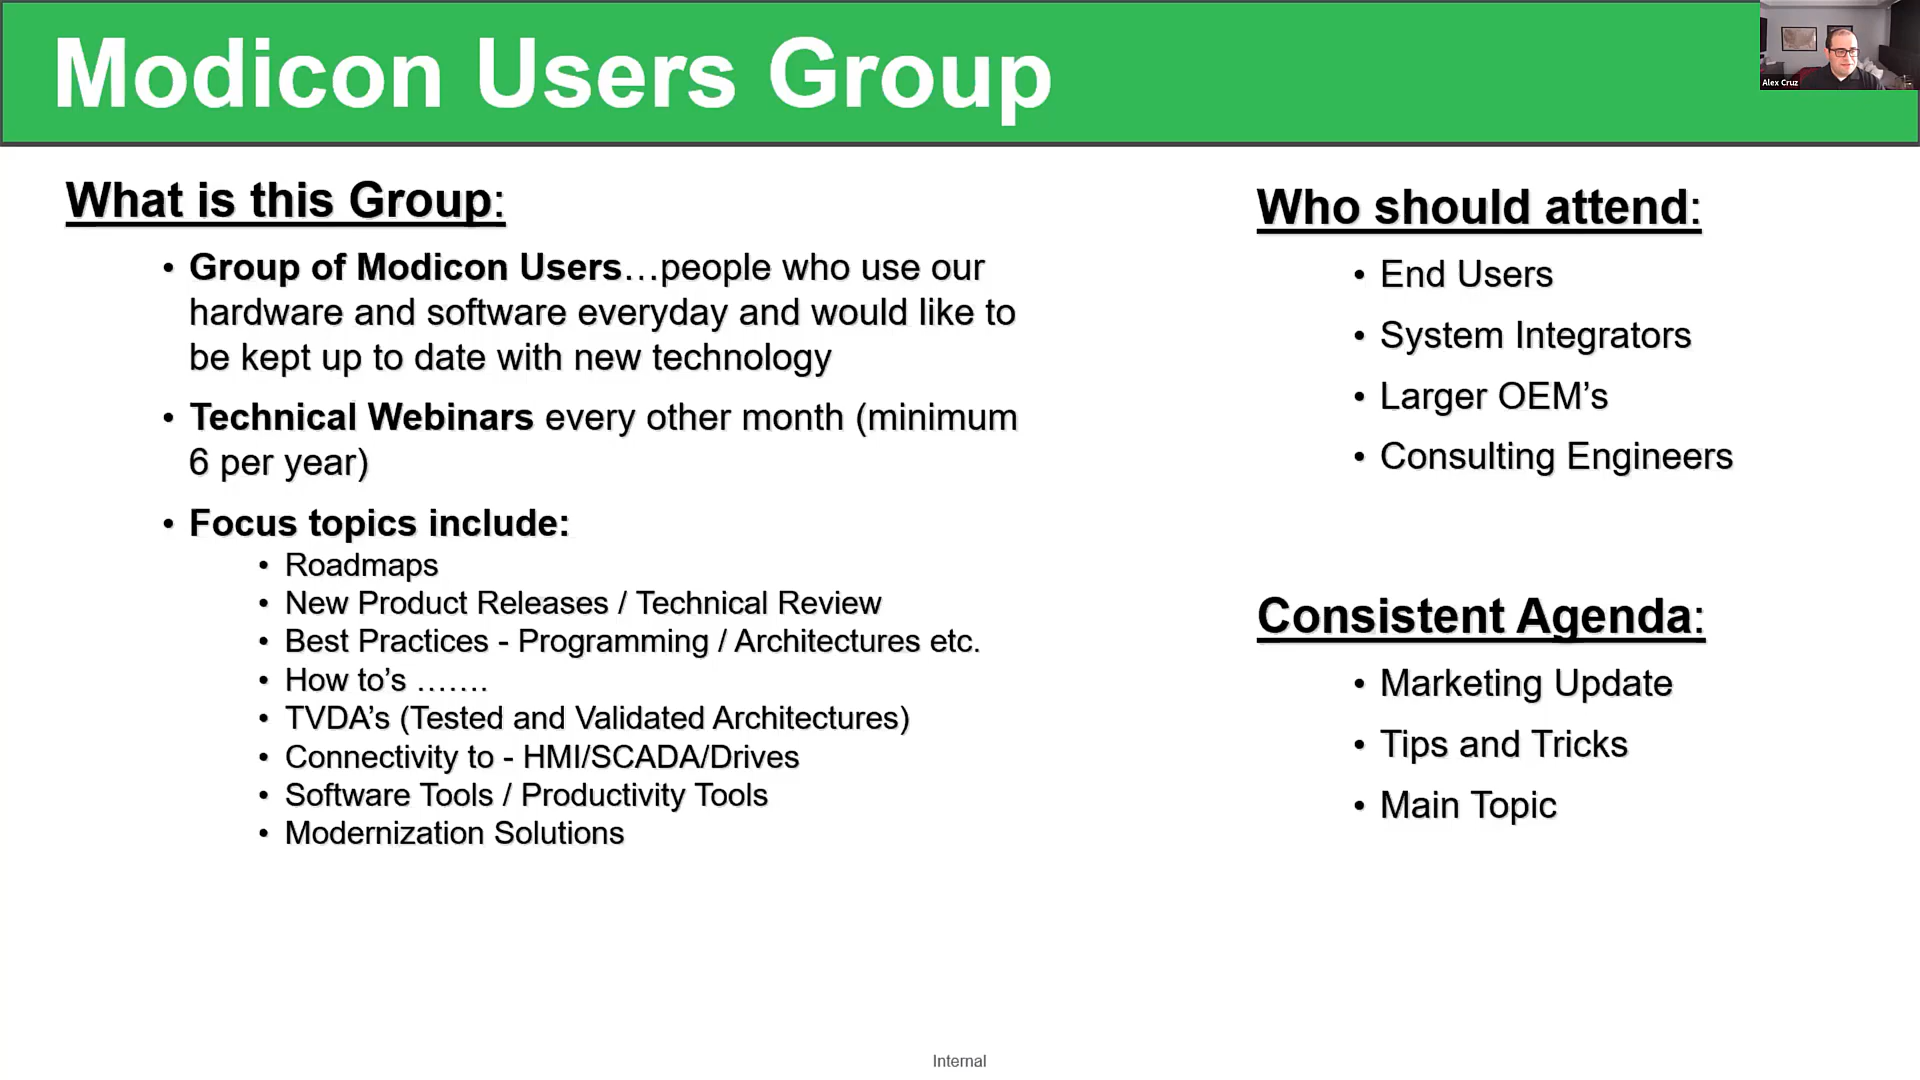 Modicon Users Group
Alex Cruz
What is this Group:
• Group of Modicon Users…people who use our
hardware and software everyday and would like to
be kept up to date with new technology
• Technical Webinars every other month (minimum
6 per year)
• Focus topics include:
• Roadmaps
• New Product Releases / Technical Review
• Best Practices - Programming / Architectures etc.
• How to’s …….
• TVDA’s (Tested and Validated Architectures)
• Connectivity to - HMI/SCADA/Drives
• Software Tools / Productivity Tools
• Modernization Solutions
Who should attend:
• End Users
• System Integrators
• Larger OEM’s
• Consulting Engineers
Consistent Agenda:
• Marketing Update
• Tips and Tricks
• Main Topic
Internal